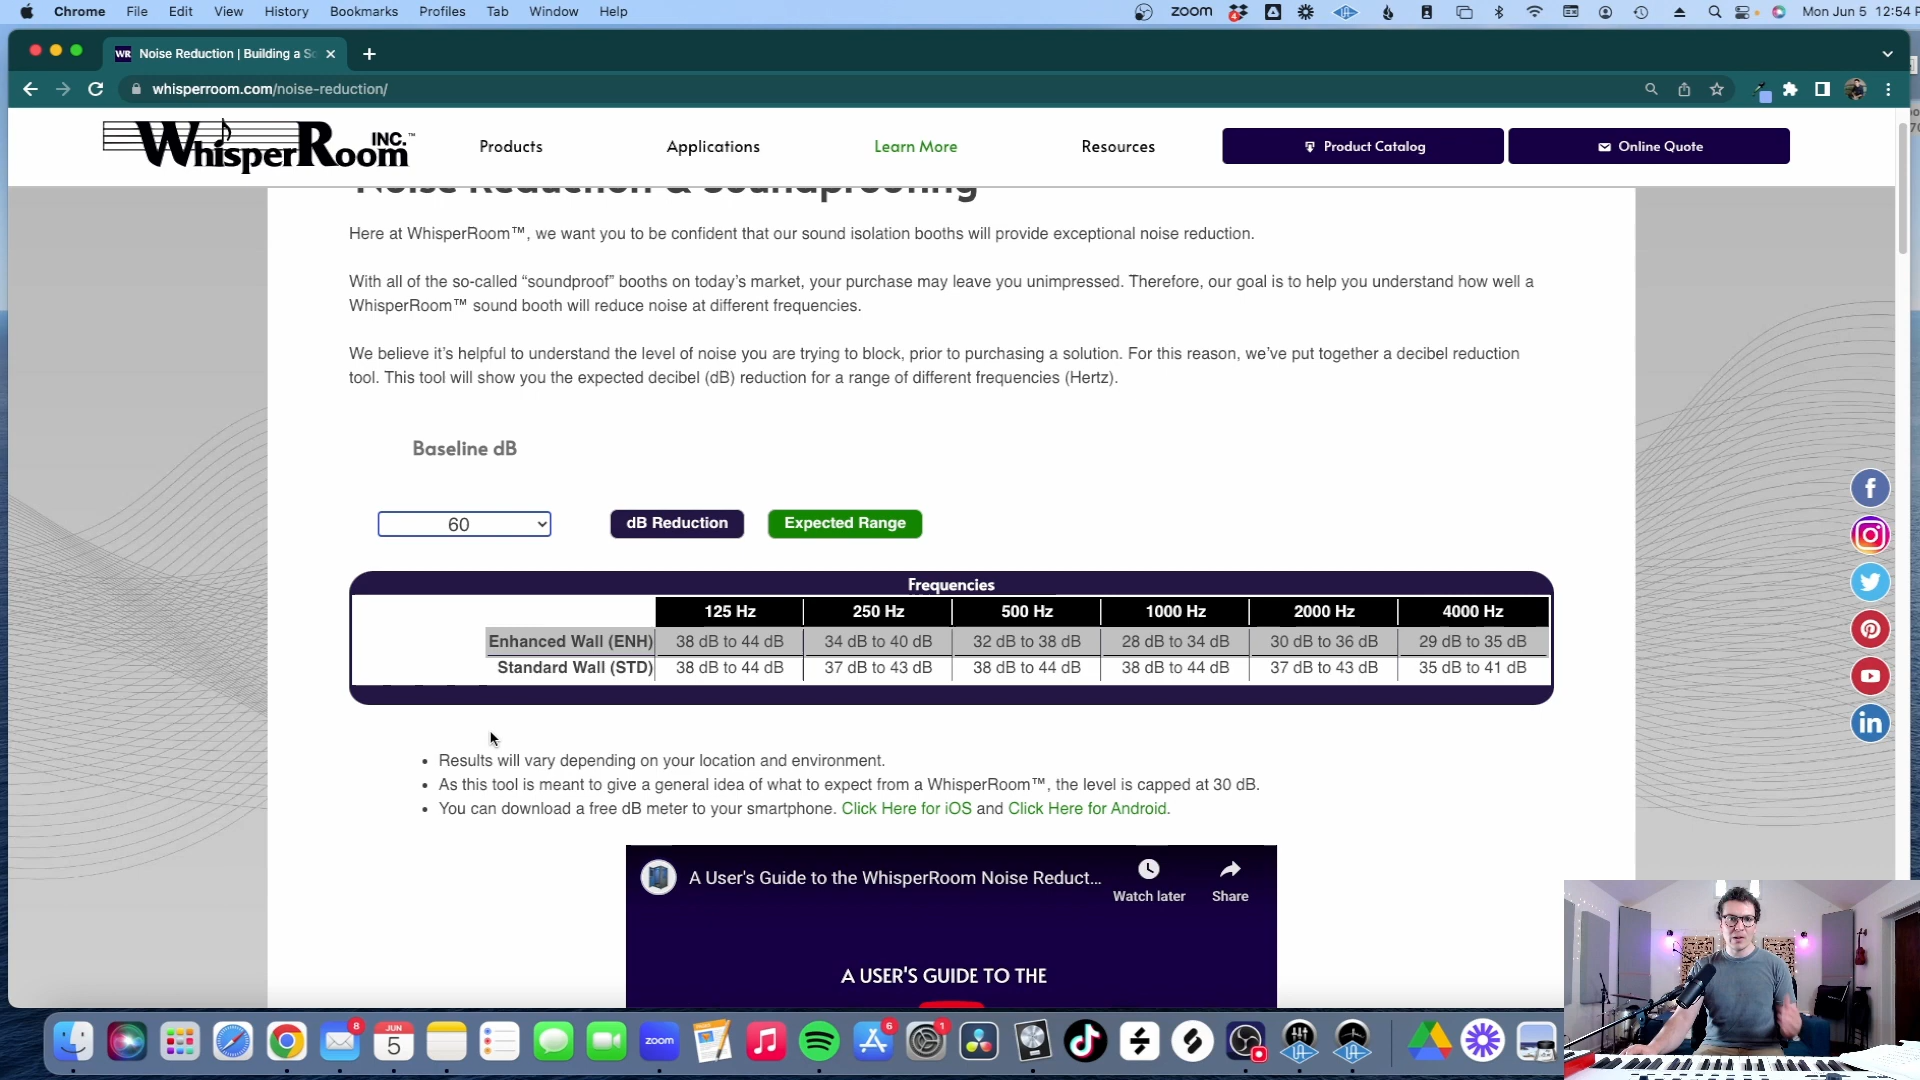 Chrome File Edit View History Bookmarks Profiles Tab Window Help
zoom
Mon Jun 5 12:54 P
WR Noise Reduction | Building a So
whisperroom.com/noise-reduction/
WhisperRoom INC.™
Products Applications Learn More Resources Product Catalog Online Quote
Noise Reduction & Soundproofing
Here at WhisperRoom™, we want you to be confident that our sound isolation booths will provide exceptional noise reduction.
With all of the so-called “soundproof” booths on today’s market, your purchase may leave you unimpressed. Therefore, our goal is to help you understand how well a
WhisperRoom™ sound booth will reduce noise at different frequencies.
We believe it’s helpful to understand the level of noise you are trying to block, prior to purchasing a solution. For this reason, we’ve put together a decibel reduction
tool. This tool will show you the expected decibel (dB) reduction for a range of different frequencies (Hertz).
Baseline dB
60 dB Reduction Expected Range
Frequencies
125 Hz 250 Hz 500 Hz 1000 Hz 2000 Hz 4000 Hz
Enhanced Wall (ENH) 38 dB to 44 dB 34 dB to 40 dB 32 dB to 38 dB 28 dB to 34 dB 30 dB to 36 dB 29 dB to 35 dB
Standard Wall (STD) 38 dB to 44 dB 37 dB to 43 dB 38 dB to 44 dB 38 dB to 44 dB 37 dB to 43 dB 35 dB to 41 dB
• Results will vary depending on your location and environment.
• As this tool is meant to give a general idea of what to expect from a WhisperRoom™, the level is capped at 30 dB.
• You can download a free dB meter to your smartphone. Click Here for iOS and Click Here for Android.
A User's Guide to the WhisperRoom Noise Reduct...
Watch later Share
A USER'S GUIDE TO THE
8 JUN 5 zoom 6 1